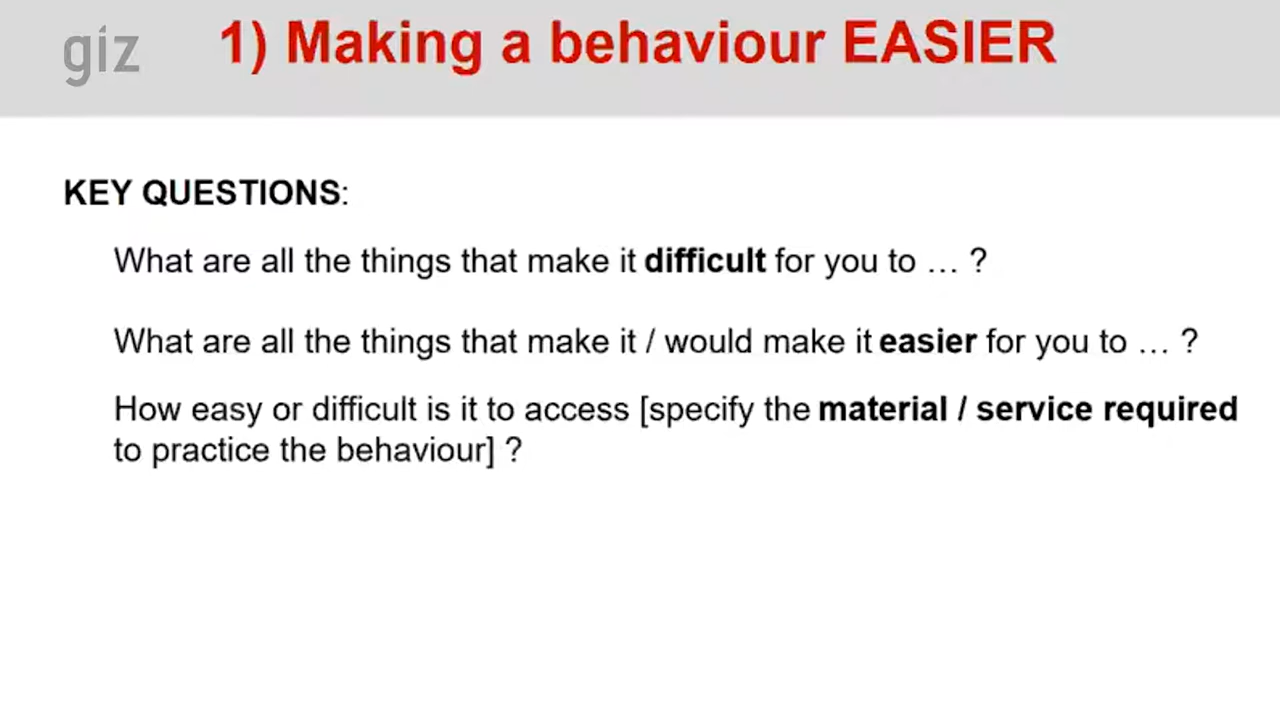 giz
1) Making a behaviour EASIER
KEY QUESTIONS:
What are all the things that make it difficult for you to … ?
What are all the things that make it / would make it easier for you to … ?
How easy or difficult is it to access [specify the material / service required
to practice the behaviour] ?